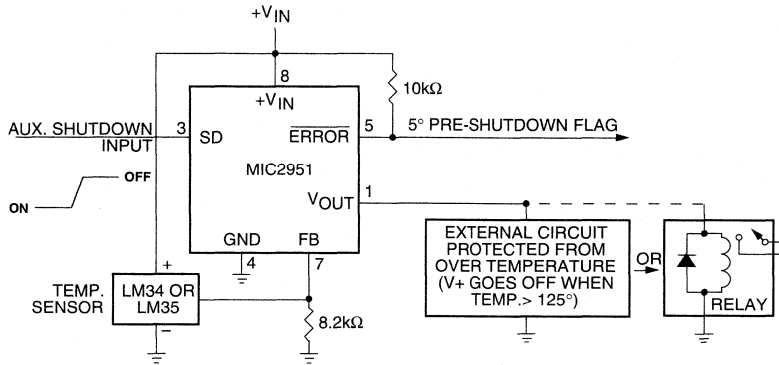 +VIN
8
+VIN
10kΩ
AUX. SHUTDOWN
INPUT
3
SD
ERROR
5
5° PRE-SHUTDOWN FLAG
MIC2951
ON
OFF
VOUT
1
GND
FB
4
7
EXTERNAL CIRCUIT
PROTECTED FROM
OVER TEMPERATURE
(V+ GOES OFF WHEN
TEMP.> 125°)
OR
RELAY
+
TEMP.
SENSOR
LM34 OR
LM35
–
8.2kΩ